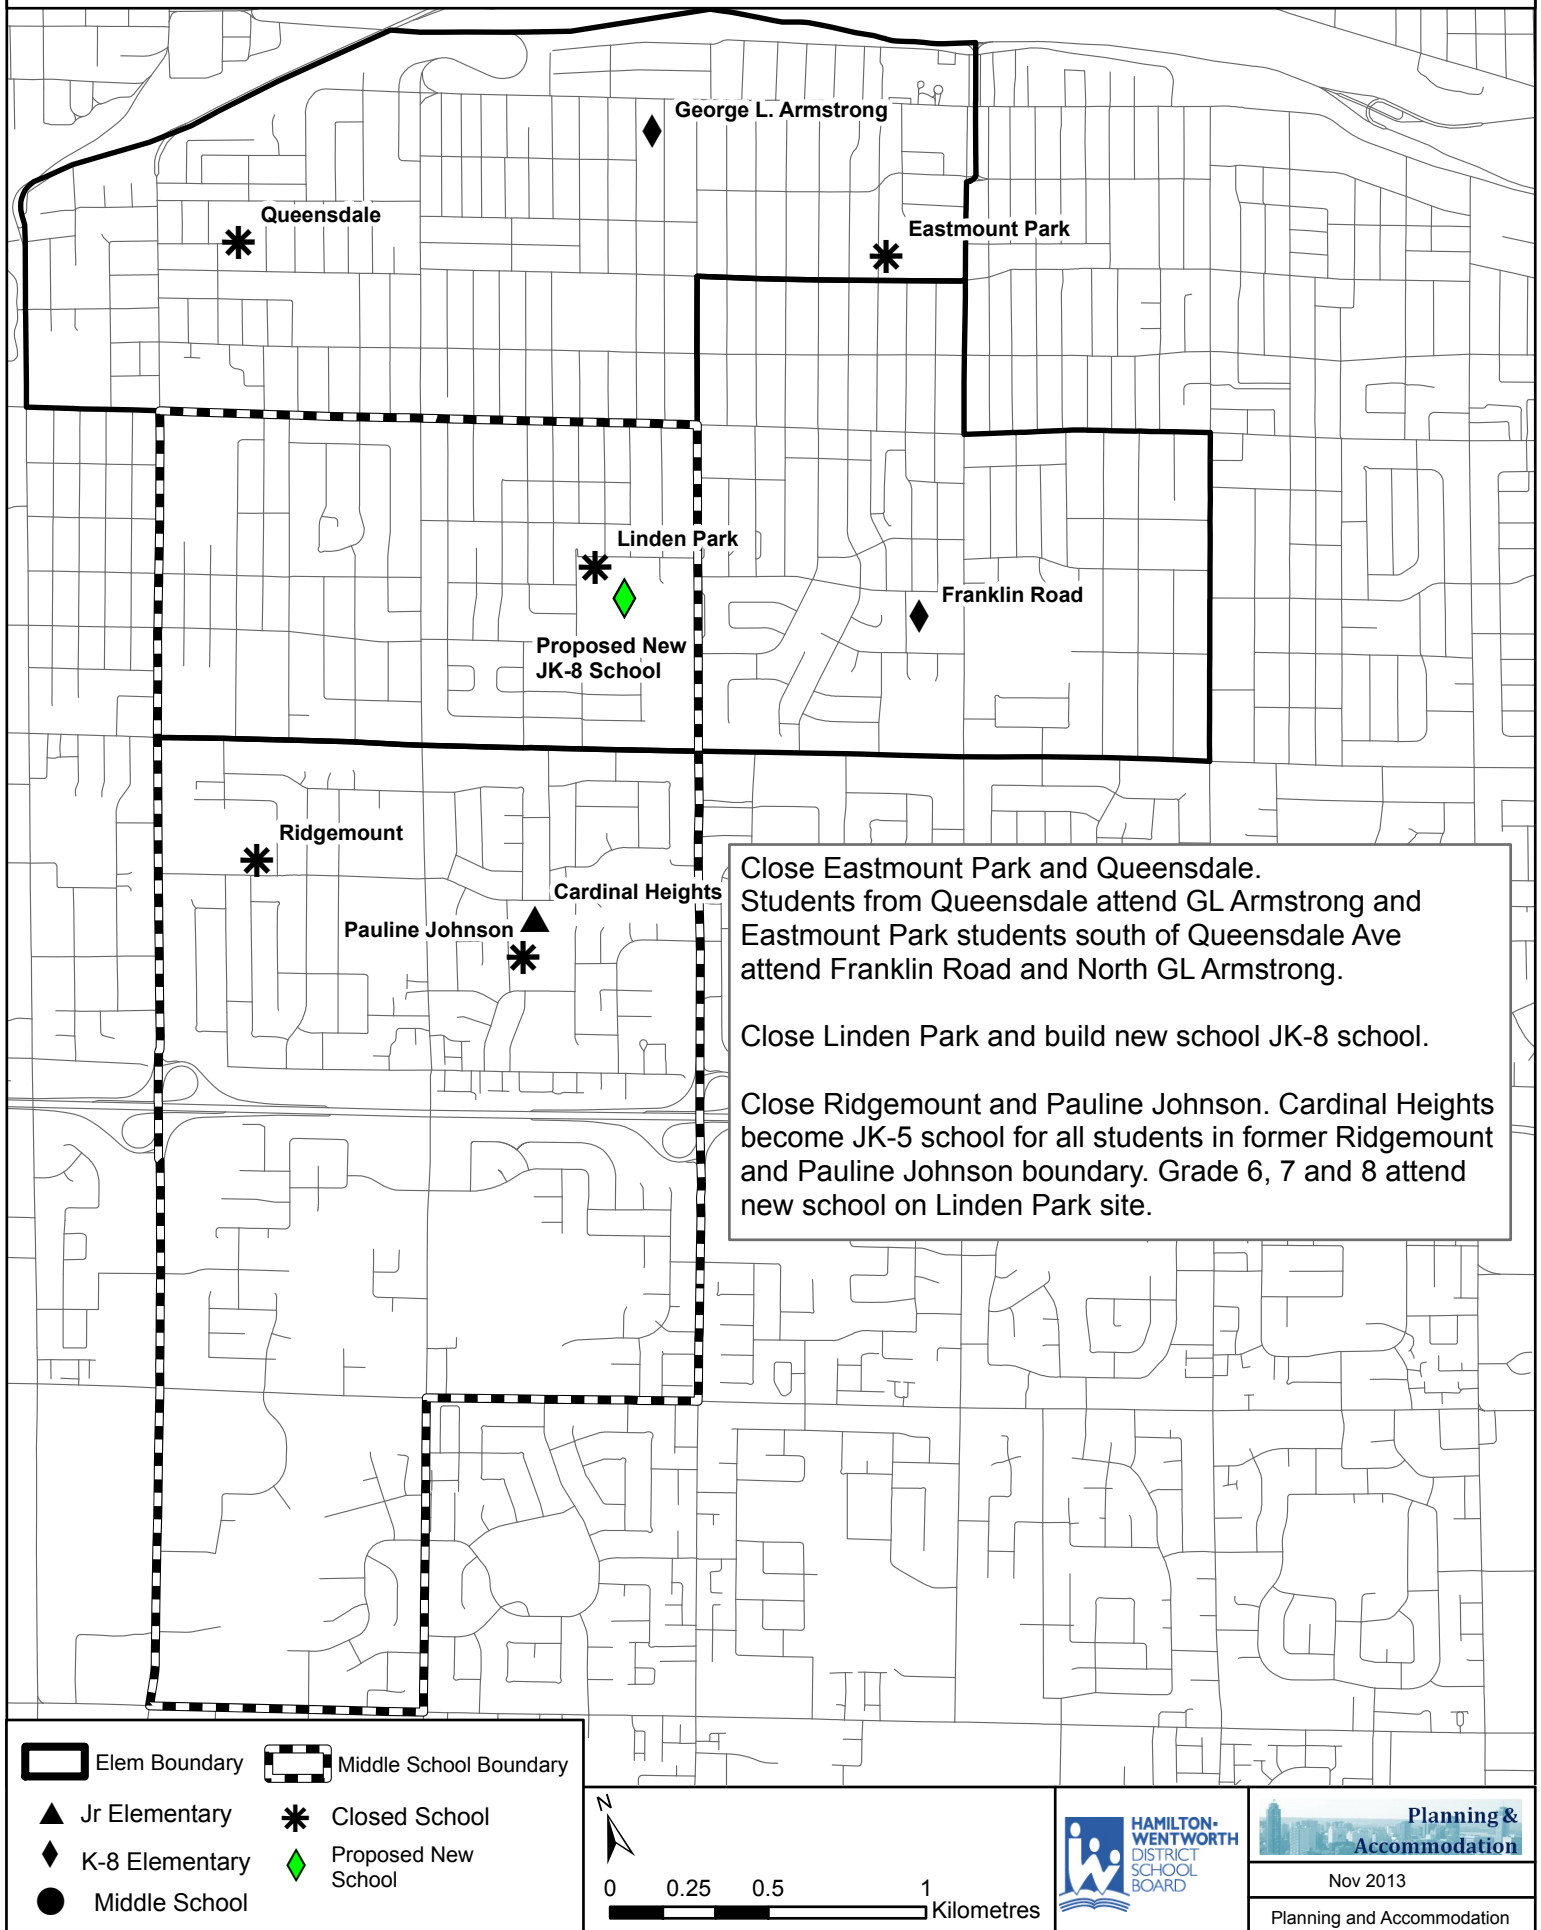 George L. Armstrong
Queensdale
Eastmount Park
Linden Park
Franklin Road
Proposed New
JK-8 School
Ridgemount
Cardinal Heights
Pauline Johnson
Close Eastmount Park and Queensdale.
Students from Queensdale attend GL Armstrong and
Eastmount Park students south of Queensdale Ave
attend Franklin Road and North GL Armstrong.
Close Linden Park and build new school JK-8 school.
Close Ridgemount and Pauline Johnson. Cardinal Heights
become JK-5 school for all students in former Ridgemount
and Pauline Johnson boundary. Grade 6, 7 and 8 attend
new school on Linden Park site.
Elem Boundary
Middle School Boundary
Jr Elementary
Closed School
K-8 Elementary
Proposed New
School
Middle School
N
0 0.25 0.5 1
Kilometres
HAMILTON-
WENTWORTH
DISTRICT
SCHOOL
BOARD
Planning &
Accommodation
Nov 2013
Planning and Accommodation